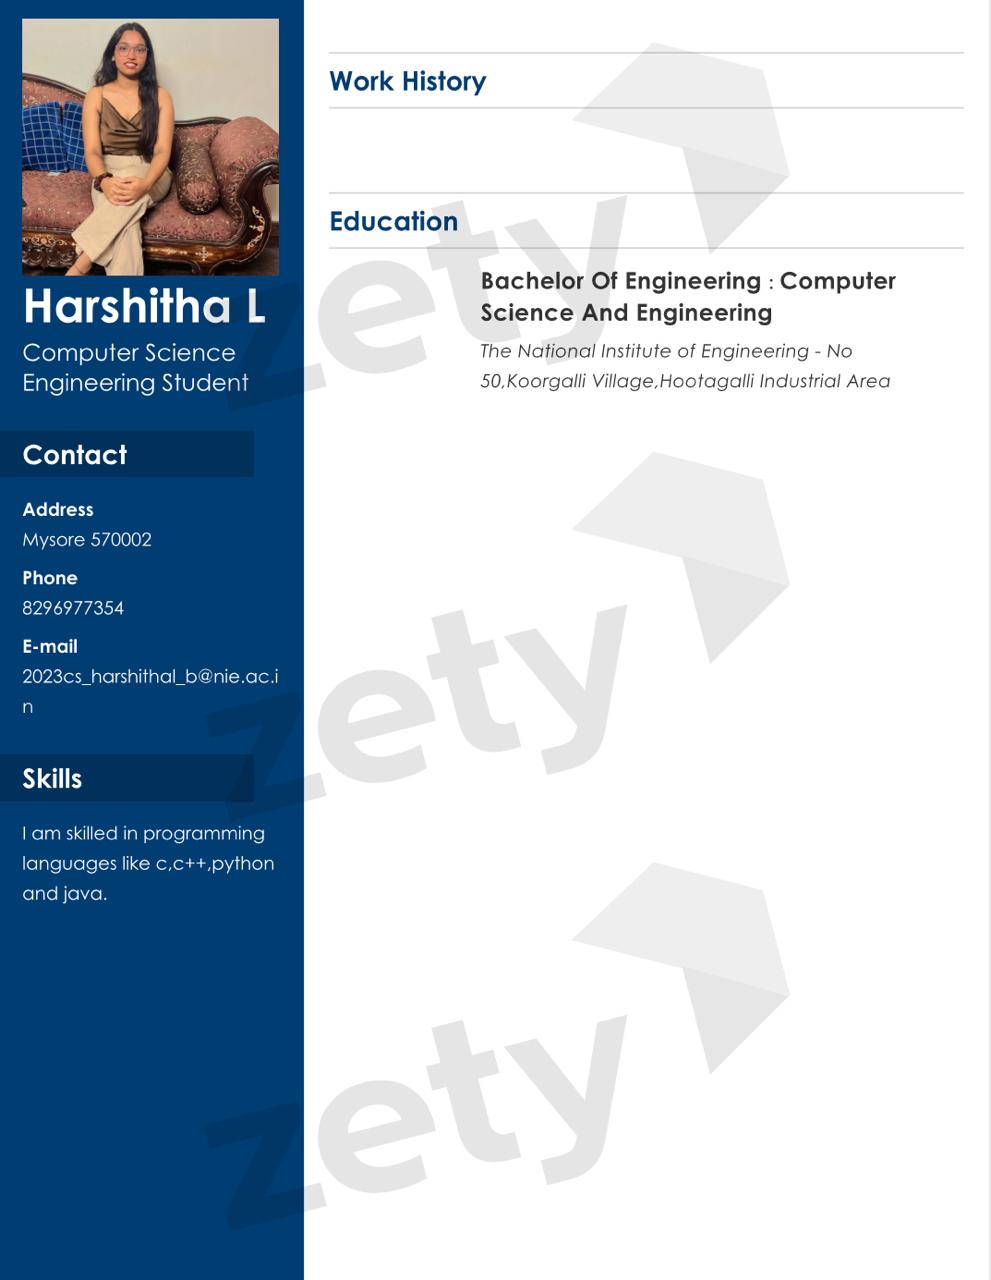 Harshitha L
Computer Science
Engineering Student
Contact
Address
Mysore 570002
Phone
8296977354
E-mail
2023cs_harshithal_b@nie.ac.i
n
Skills
I am skilled in programming
languages like c,c++,python
and java.
Work History
Education
Bachelor Of Engineering : Computer
Science And Engineering
The National Institute of Engineering - No
50,Koorgalli Village,Hootagalli Industrial Area
zety
zety
zety